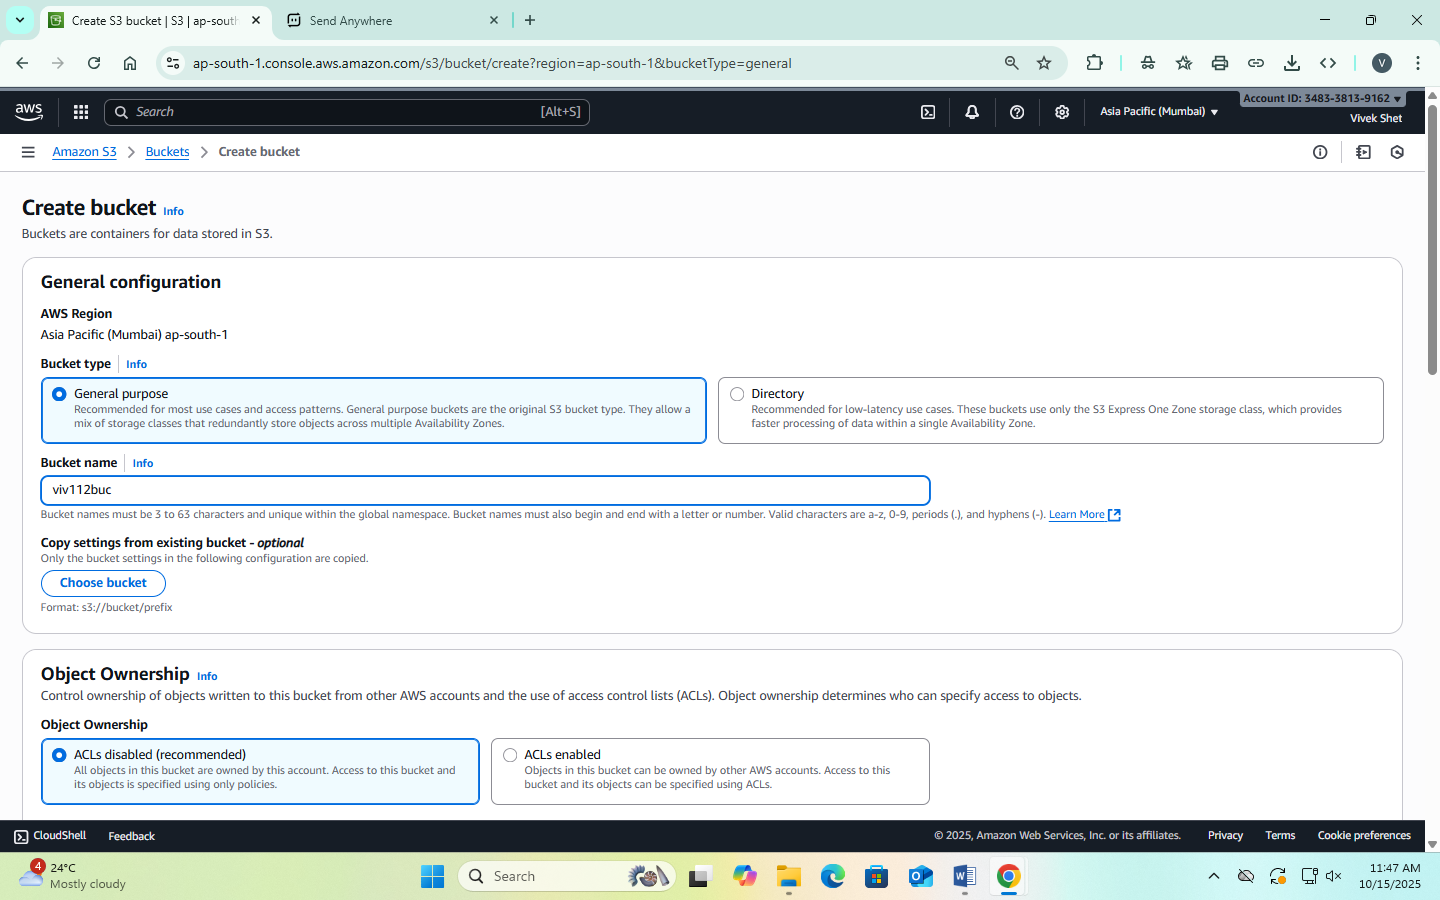 Create S3 bucket | S3 | ap-south
Send Anywhere
ap-south-1.console.aws.amazon.com/s3/bucket/create?region=ap-south-1&bucketType=general
V
aws
Search
[Alt+S]
Asia Pacific (Mumbai)
Account ID: 3483-3813-9162
Vivek Shet
Amazon S3
Buckets
Create bucket
Create bucket Info
Buckets are containers for data stored in S3.
General configuration
AWS Region
Asia Pacific (Mumbai) ap-south-1
Bucket type Info
General purpose
Recommended for most use cases and access patterns. General purpose buckets are the original S3 bucket type. They allow a
mix of storage classes that redundantly store objects across multiple Availability Zones.
Directory
Recommended for low-latency use cases. These buckets use only the S3 Express One Zone storage class, which provides
faster processing of data within a single Availability Zone.
Bucket name Info
viv112buc
Bucket names must be 3 to 63 characters and unique within the global namespace. Bucket names must also begin and end with a letter or number. Valid characters are a-z, 0-9, periods (.), and hyphens (-). Learn More
Copy settings from existing bucket - optional
Only the bucket settings in the following configuration are copied.
Choose bucket
Format: s3://bucket/prefix
Object Ownership Info
Control ownership of objects written to this bucket from other AWS accounts and the use of access control lists (ACLs). Object ownership determines who can specify access to objects.
Object Ownership
ACLs disabled (recommended)
All objects in this bucket are owned by this account. Access to this bucket and
its objects is specified using only policies.
ACLs enabled
Objects in this bucket can be owned by other AWS accounts. Access to this
bucket and its objects can be specified using ACLs.
CloudShell
Feedback
© 2025, Amazon Web Services, Inc. or its affiliates.
Privacy
Terms
Cookie preferences
4
24°C
Mostly cloudy
Search
11:47 AM
10/15/2025